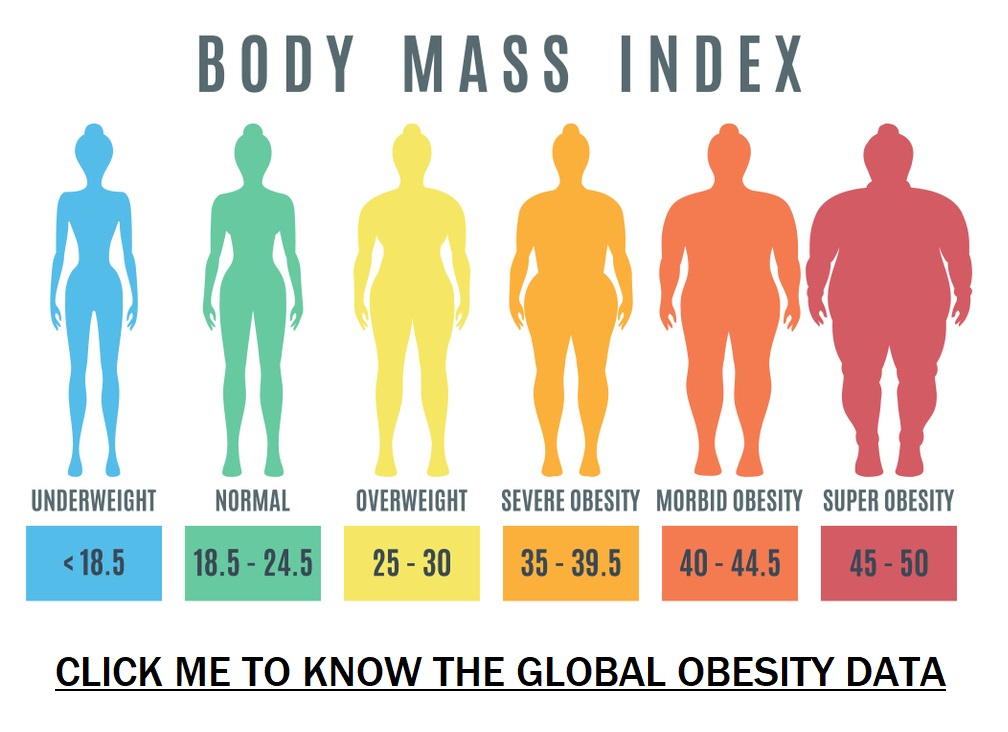 BODY MASS INDEX
UNDERWEIGHT NORMAL OVERWEIGHT SEVERE OBESITY MORBID OBESITY SUPER OBESITY
< 18.5 18.5 - 24.5 25 - 30 35 - 39.5 40 - 44.5 45 - 50
CLICK ME TO KNOW THE GLOBAL OBESITY DATA